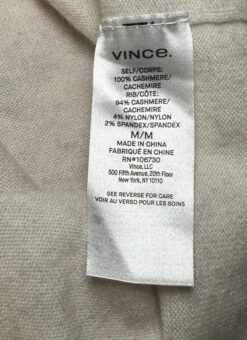 VINCE.
SELF/CORPS:
100% CASHMERE/
CACHEMIRE
RIB/CÔTE:
94% CASHMERE/
CACHEMIRE
4% NYLON/NYLON
2% SPANDEX/SPANDEX
M/M
MADE IN CHINA
FABRIQUÉ EN CHINE
RN#106730
Vince, LLC
500 Fifth Avenue, 20th Floor
New York, NY 10110
SEE REVERSE FOR CARE
VOIR AU VERSO POUR LES SOINS